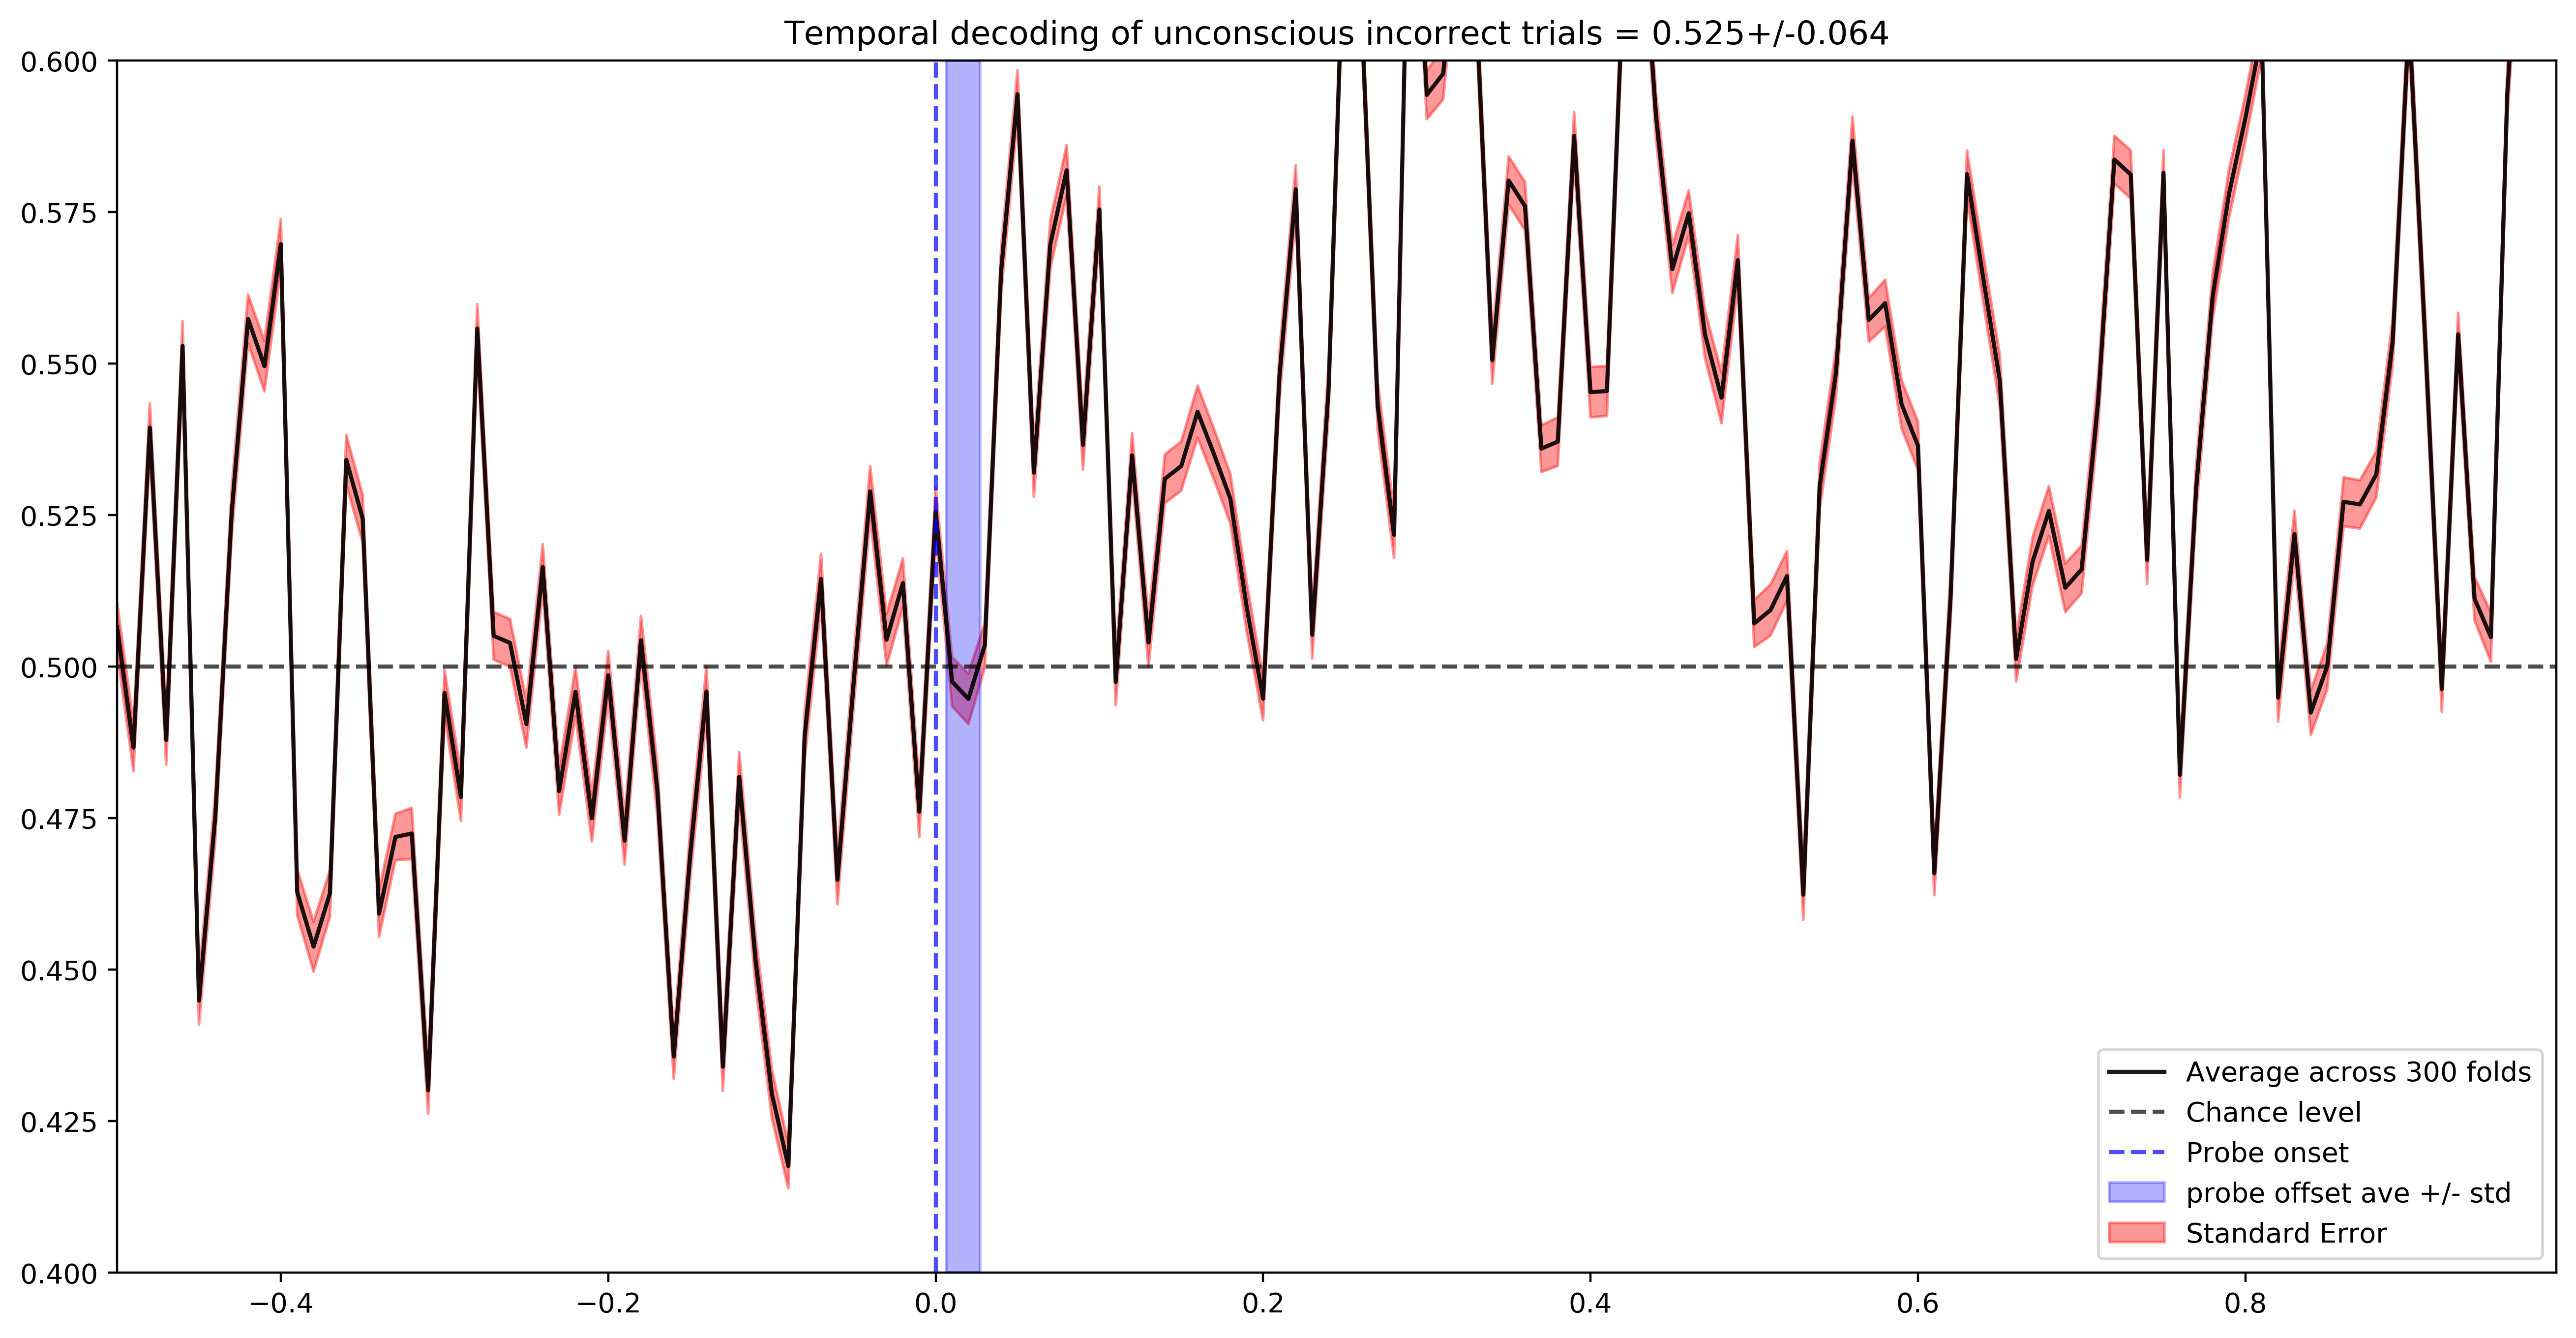 Temporal decoding of unconscious incorrect trials = 0.525+/-0.064
0.600
0.575
0.550
0.525
0.500
0.475
0.450
0.425
0.400
−0.4
−0.2
0.0
0.2
0.4
0.6
0.8
Average across 300 folds
Chance level
Probe onset
probe offset ave +/- std
Standard Error